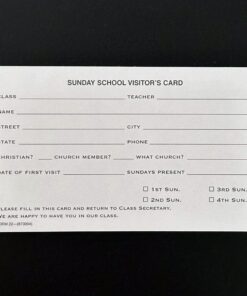 SUNDAY SCHOOL VISITOR'S CARD
CLASS TEACHER
NAME
STREET CITY
STATE PHONE
CHRISTIAN? CHURCH MEMBER? WHAT CHURCH?
DATE OF FIRST VISIT SUNDAYS PRESENT
1ST SUN. 3RD SUN.
2ND SUN. 4TH SUN.
PLEASE FILL IN THIS CARD AND RETURN TO CLASS SECRETARY.
WE ARE HAPPY TO HAVE YOU IN OUR CLASS.